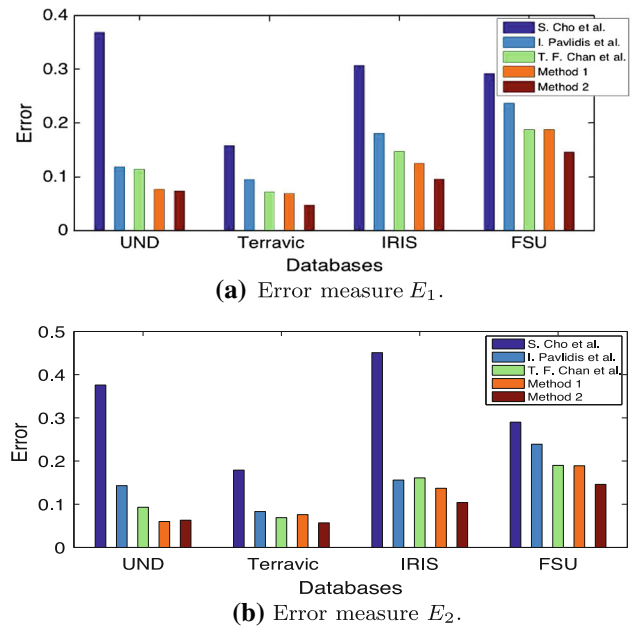 0.4
0.3
0.2
0.1
0
Error
S. Cho et al.
I. Pavlidis et al.
T. F. Chan et al.
Method 1
Method 2
UND Terravic IRIS FSU
Databases
(a) Error measure E₁.
0.5
0.4
0.3
0.2
0.1
0
Error
S. Cho et al.
I. Pavlidis et al.
T. F. Chan et al.
Method 1
Method 2
UND Terravic IRIS FSU
Databases
(b) Error measure E₂.